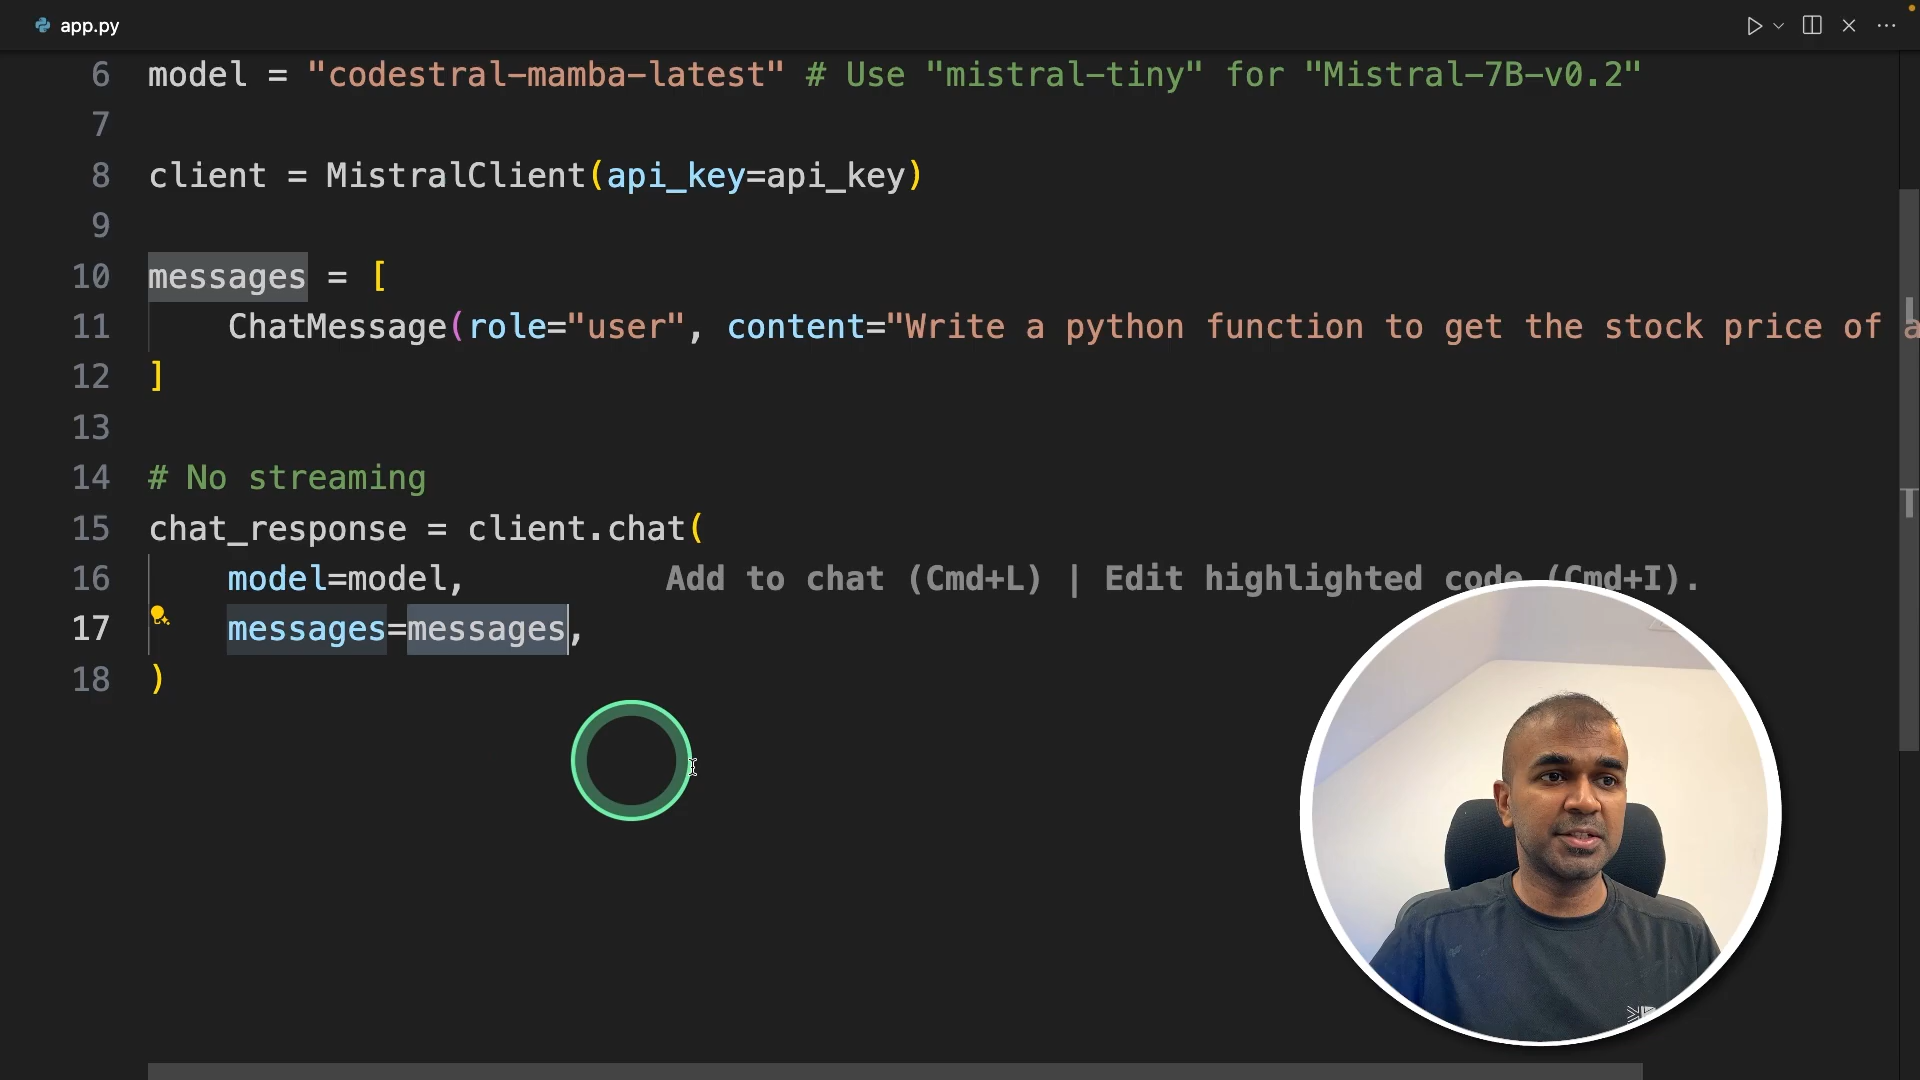 app.py
6 model = "codestral-mamba-latest" # Use "mistral-tiny" for "Mistral-7B-v0.2"
7
8 client = MistralClient(api_key=api_key)
9
10 messages = [
11 ChatMessage(role="user", content="Write a python function to get the stock price of a
12 ]
13
14 # No streaming
15 chat_response = client.chat(
16 model=model, Add to chat (Cmd+L) | Edit highlighted code (Cmd+I).
17 messages=messages,
18 )